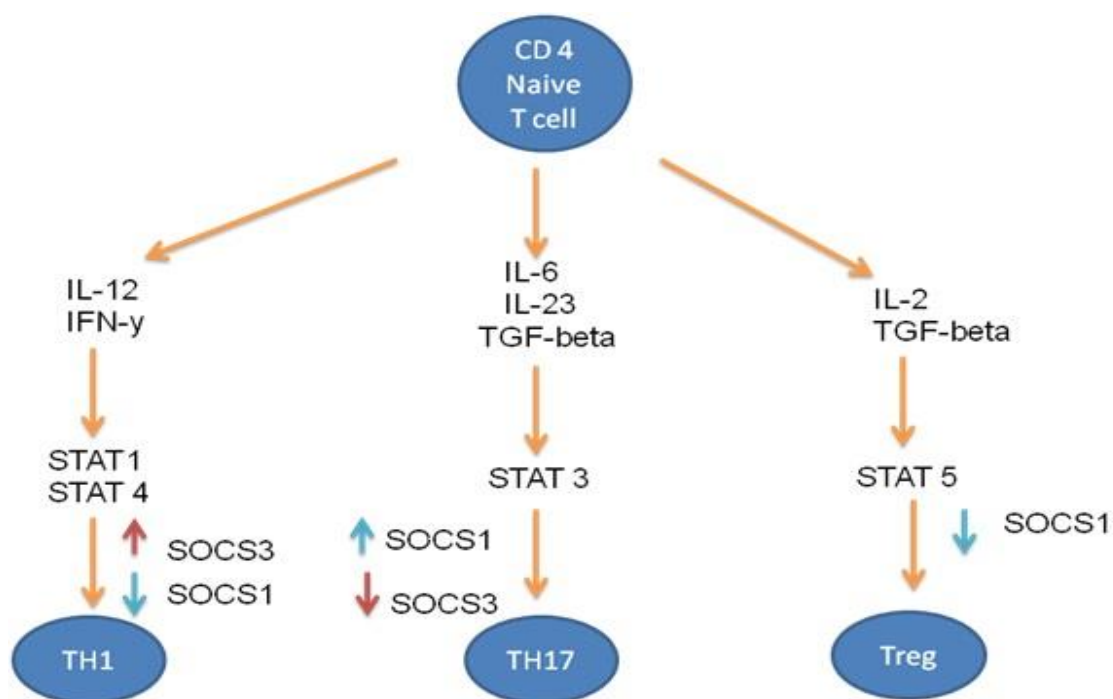 CD 4
Naive
T cell
IL-12
IFN-y
IL-6
IL-23
TGF-beta
IL-2
TGF-beta
STAT1
STAT 4
STAT 3
STAT 5
SOCS3
SOCS1
SOCS1
SOCS3
SOCS1
TH1
TH17
Treg